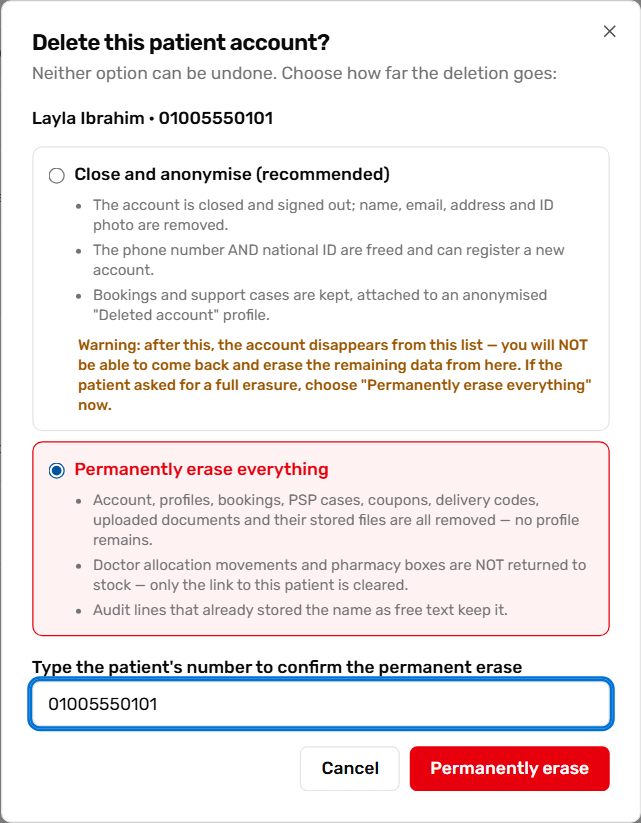 Delete this patient account?
Neither option can be undone. Choose how far the deletion goes:
Layla Ibrahim • 01005550101
Close and anonymise (recommended)
• The account is closed and signed out; name, email, address and ID
photo are removed.
• The phone number AND national ID are freed and can register a new
account.
• Bookings and support cases are kept, attached to an anonymised
"Deleted account" profile.
Warning: after this, the account disappears from this list — you will NOT
be able to come back and erase the remaining data from here. If the
patient asked for a full erasure, choose "Permanently erase everything"
now.
Permanently erase everything
• Account, profiles, bookings, PSP cases, coupons, delivery codes,
uploaded documents and their stored files are all removed — no profile
remains.
• Doctor allocation movements and pharmacy boxes are NOT returned to
stock — only the link to this patient is cleared.
• Audit lines that already stored the name as free text keep it.
Type the patient's number to confirm the permanent erase
01005550101
Cancel
Permanently erase